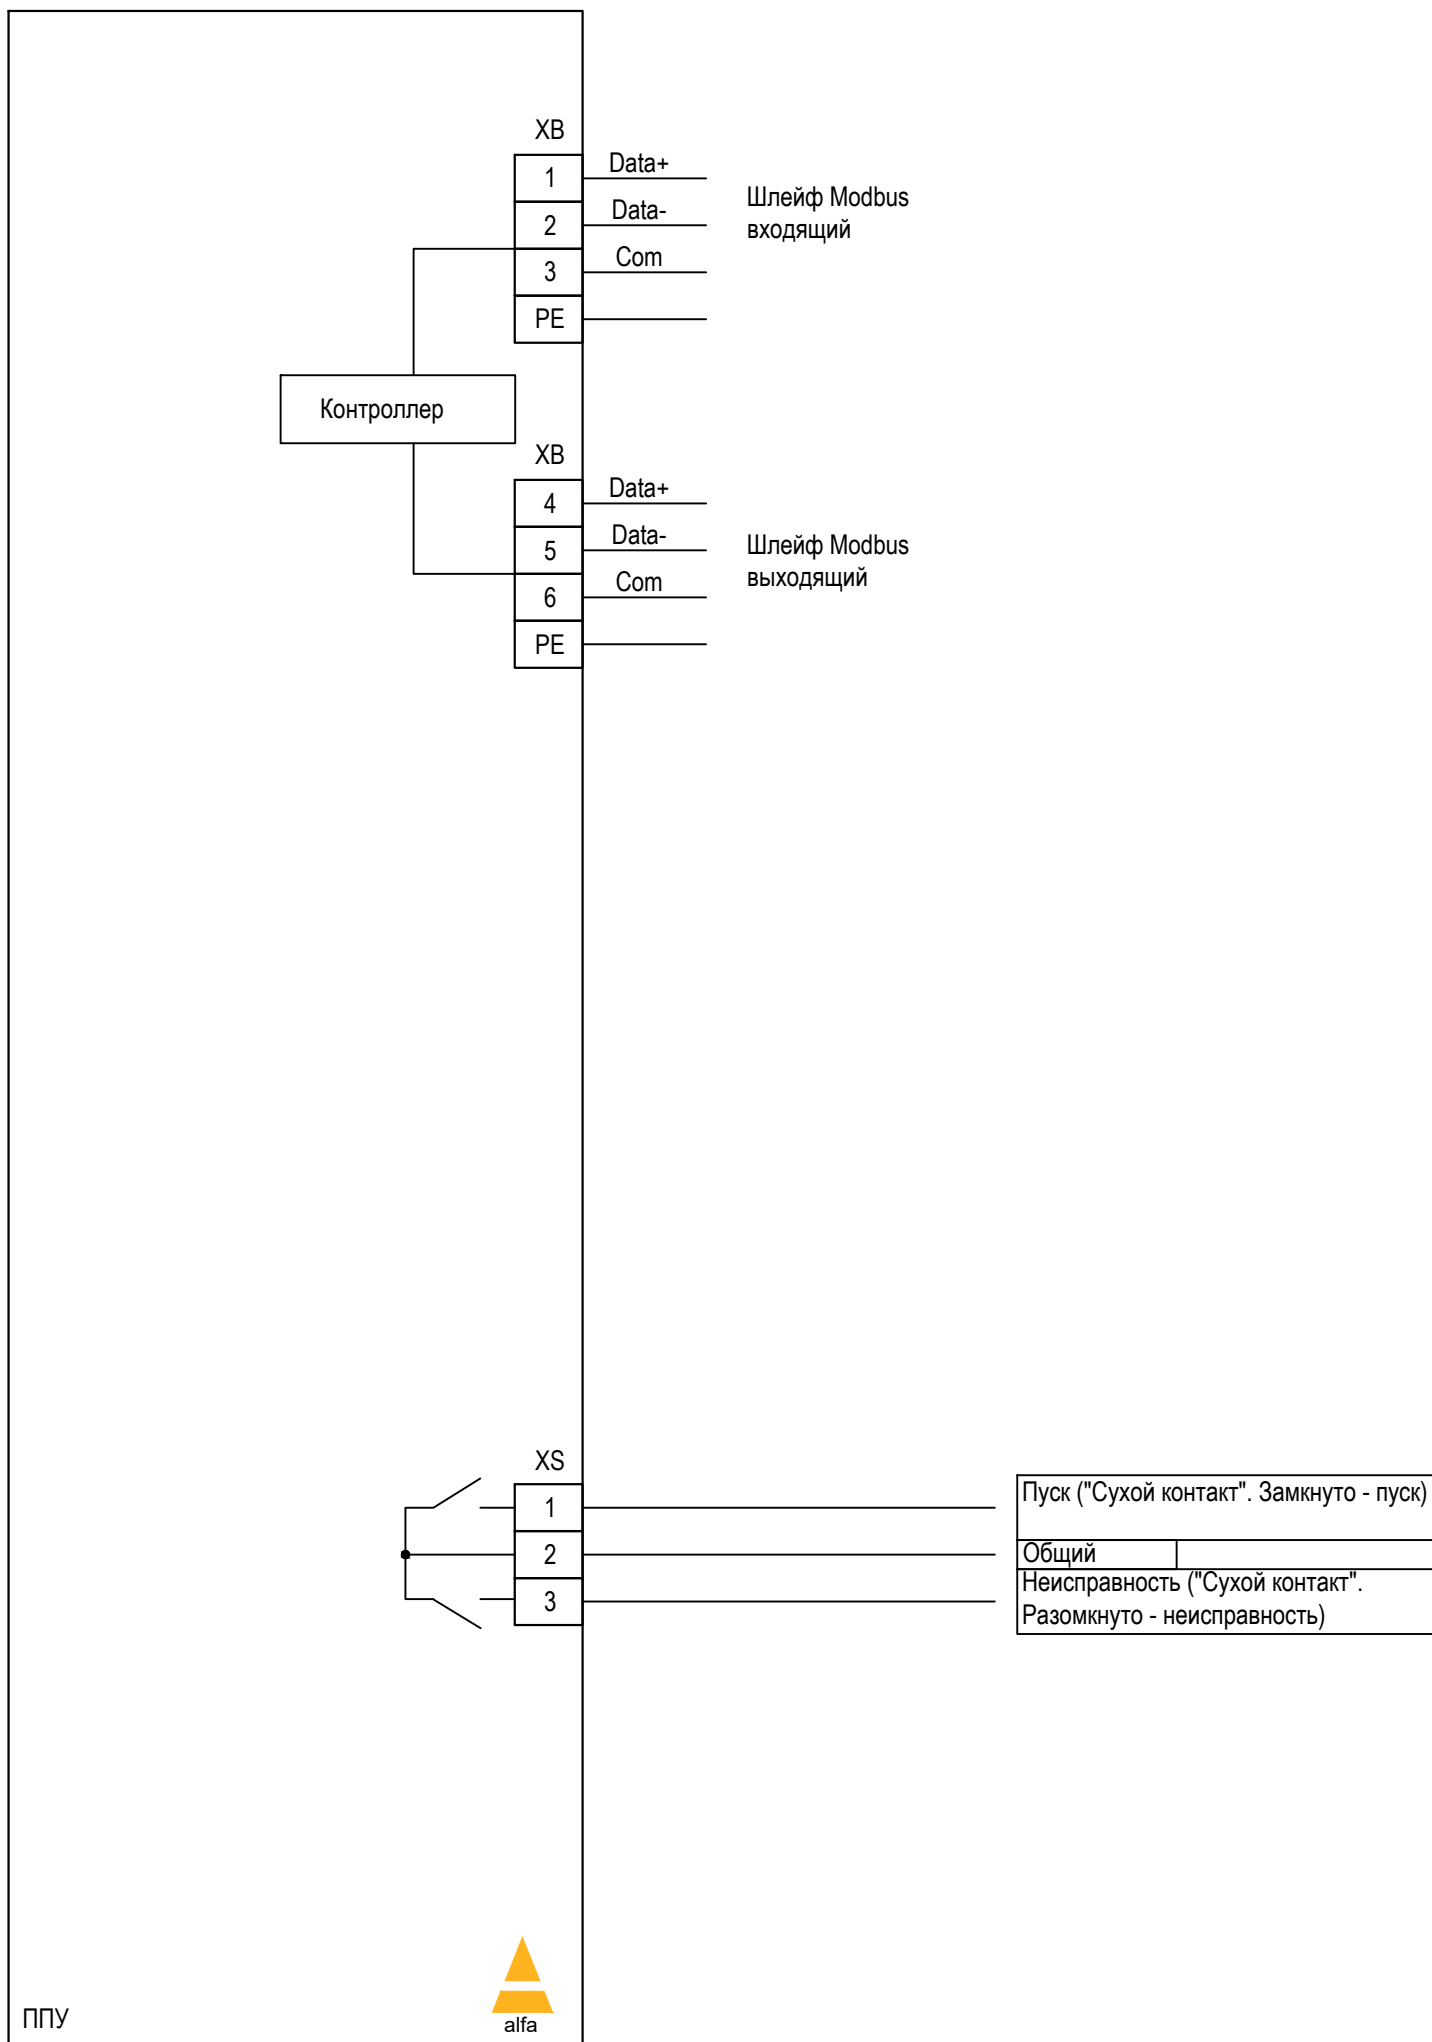 XB
1
Data+
2
Data-
3
Com
PE
Шлейф Modbus
входящий
Контроллер
XB
4
Data+
5
Data-
6
Com
PE
Шлейф Modbus
выходящий
XS
1
2
3
Пуск ("Сухой контакт". Замкнуто - пуск)
Общий
Неисправность ("Сухой контакт".
Разомкнуто - неисправность)
ППУ
alfa